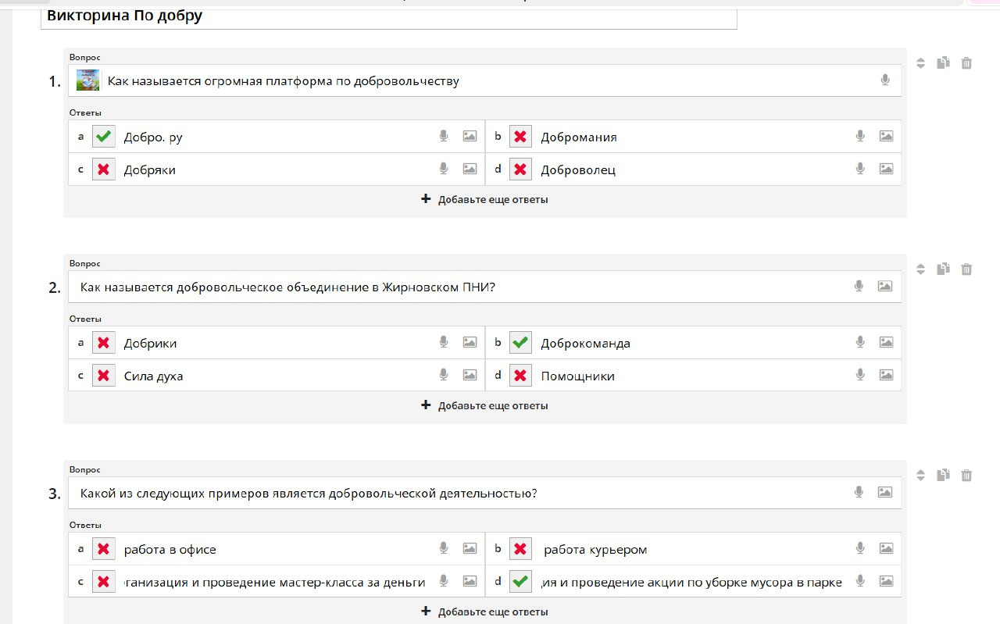 Викторина По добру
Вопрос
1. Как называется огромная платформа по добровольчеству
Ответы
a Добро. ру
b Добромания
c Добряки
d Доброволец
+ Добавьте еще ответы
Вопрос
2. Как называется добровольческое объединение в Жирновском ПНИ?
Ответы
a Добрики
b Доброкоманда
c Сила духа
d Помощники
+ Добавьте еще ответы
Вопрос
3. Какой из следующих примеров является добровольческой деятельностью?
Ответы
a работа в офисе
b работа курьером
c ганизация и проведение мастер-класса за деньги
d ия и проведение акции по уборке мусора в парке
+ Добавьте еще ответы